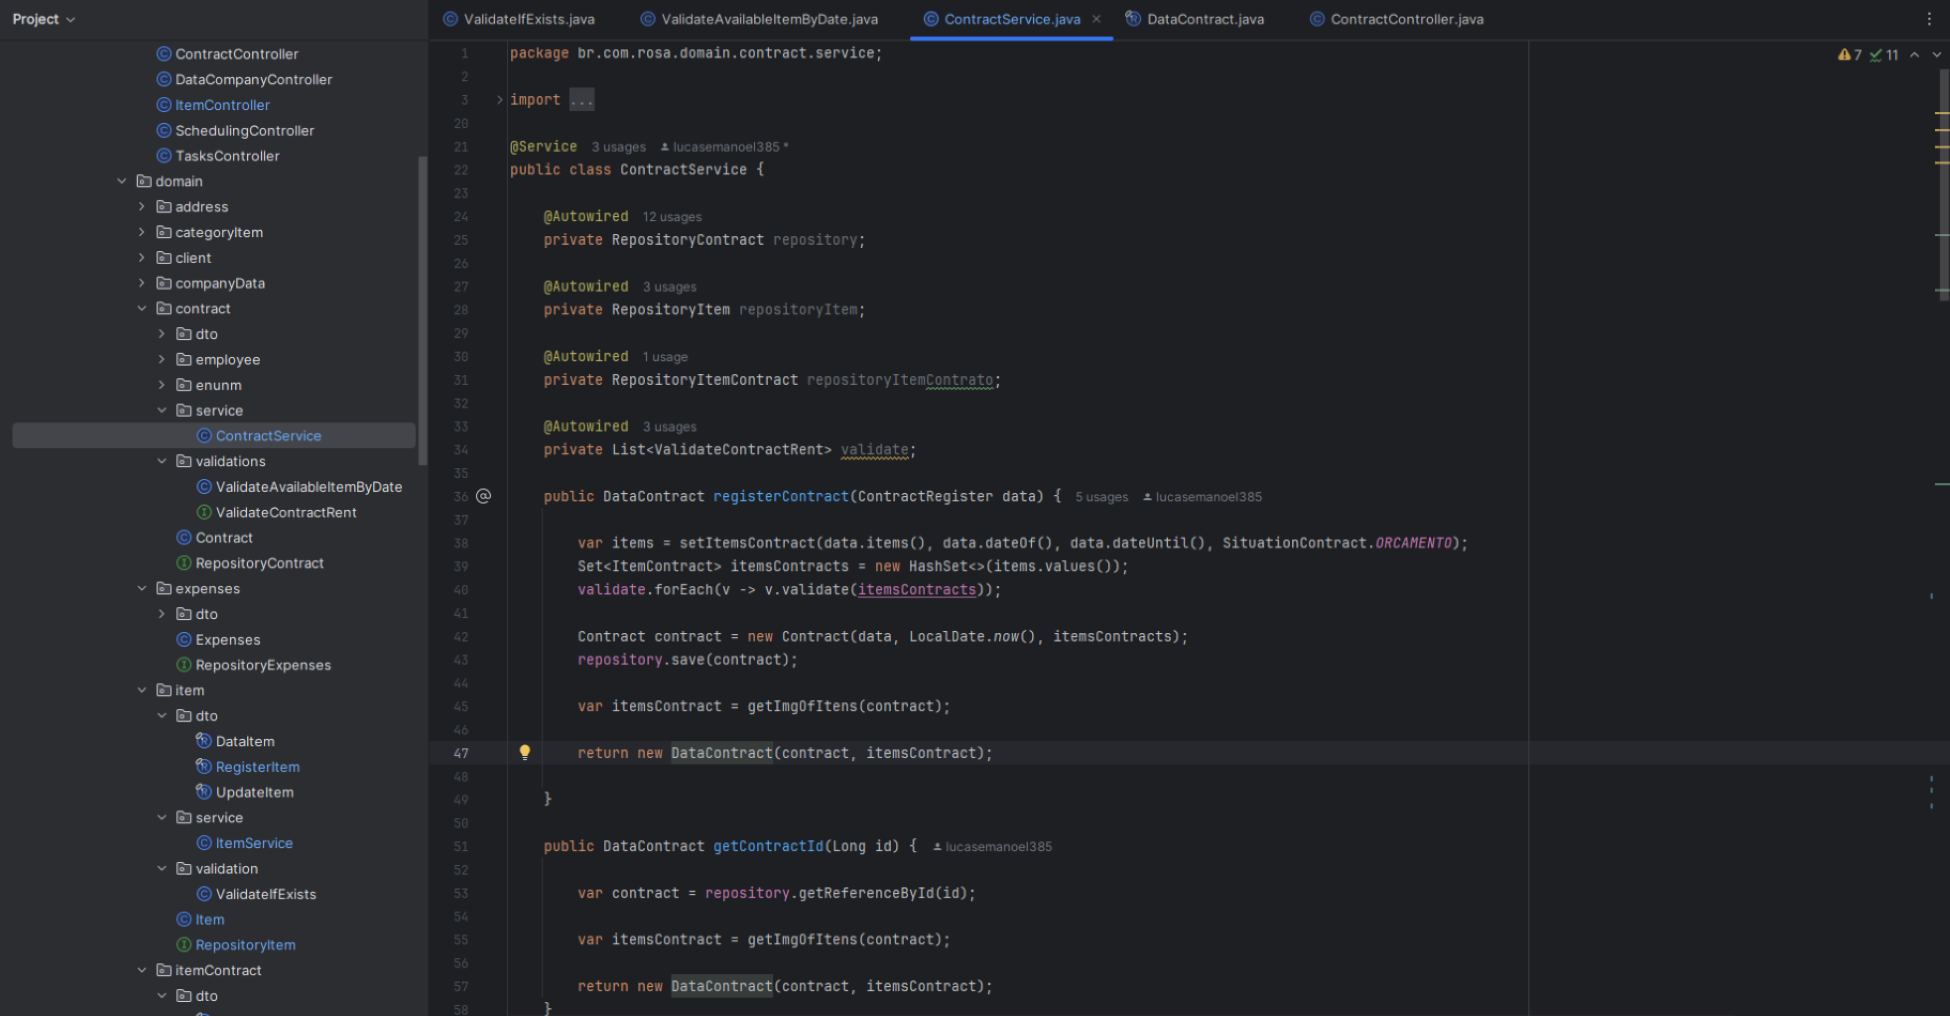 Project
ContractController
DataCompanyController
ItemController
SchedulingController
TasksController
domain
address
categoryItem
client
companyData
contract
dto
employee
enunm
service
ContractService
validations
ValidateAvailableItemByDate
ValidateContractRent
Contract
RepositoryContract
expenses
dto
Expenses
RepositoryExpenses
item
dto
DataItem
RegisterItem
UpdateItem
service
ItemService
validation
ValidateIfExists
Item
RepositoryItem
itemContract
dto
ValidateIfExists.java ValidateAvailableItemByDate.java ContractService.java DataContract.java ContractController.java
7 11
1 package br.com.rosa.domain.contract.service;
2
3 import ...
20
21 @Service 3 usages lucasemanoel385 *
22 public class ContractService {
23
24 @Autowired 12 usages
25 private RepositoryContract repository;
26
27 @Autowired 3 usages
28 private RepositoryItem repositoryItem;
29
30 @Autowired 1 usage
31 private RepositoryItemContract repositoryItemContrato;
32
33 @Autowired 3 usages
34 private List<ValidateContractRent> validate;
35
36 public DataContract registerContract(ContractRegister data) { 5 usages lucasemanoel385
37
38 var items = setItemsContract(data.items(), data.dateOf(), data.dateUntil(), SituationContract.ORCAMENTO);
39 Set<ItemContract> itemsContracts = new HashSet<>(items.values());
40 validate.forEach(v -> v.validate(itemsContracts));
41
42 Contract contract = new Contract(data, LocalDate.now(), itemsContracts);
43 repository.save(contract);
44
45 var itemsContract = getImgOfItens(contract);
46
47 return new DataContract(contract, itemsContract);
48
49 }
50
51 public DataContract getContractId(Long id) { lucasemanoel385
52
53 var contract = repository.getReferenceById(id);
54
55 var itemsContract = getImgOfItens(contract);
56
57 return new DataContract(contract, itemsContract);
58 }